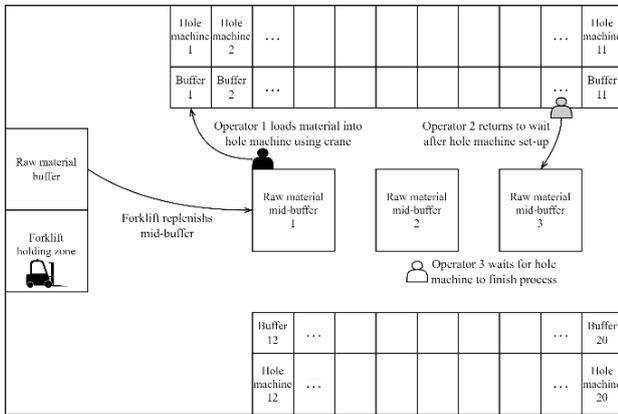 Hole
machine
1
Hole
machine
2
...
...
Hole
machine
11
Buffer
1
Buffer
2
...
...
Buffer
11
Operator 1 loads material into
hole machine using crane
Operator 2 returns to wait
after hole machine set-up
Raw material
buffer
Forklift
holding zone
Forklift replenishs
mid-buffer
Raw material
mid-buffer
1
Raw material
mid-buffer
2
Raw material
mid-buffer
3
Operator 3 waits for hole
machine to finish process
Buffer
12
...
...
Buffer
20
Hole
machine
12
...
...
Hole
machine
20